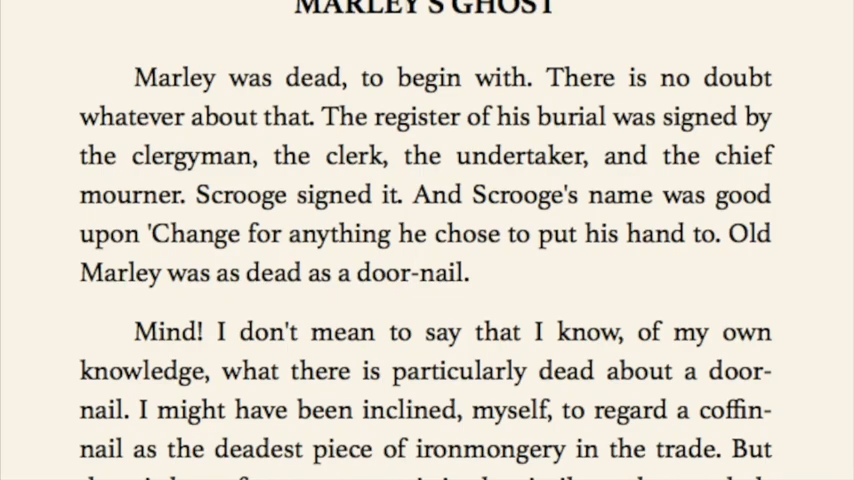 MARLEY'S GHOST
Marley was dead, to begin with. There is no doubt
whatever about that. The register of his burial was signed by
the clergyman, the clerk, the undertaker, and the chief
mourner. Scrooge signed it. And Scrooge's name was good
upon 'Change for anything he chose to put his hand to. Old
Marley was as dead as a door-nail.
Mind! I don't mean to say that I know, of my own
knowledge, what there is particularly dead about a door-
nail. I might have been inclined, myself, to regard a coffin-
nail as the deadest piece of ironmongery in the trade. But